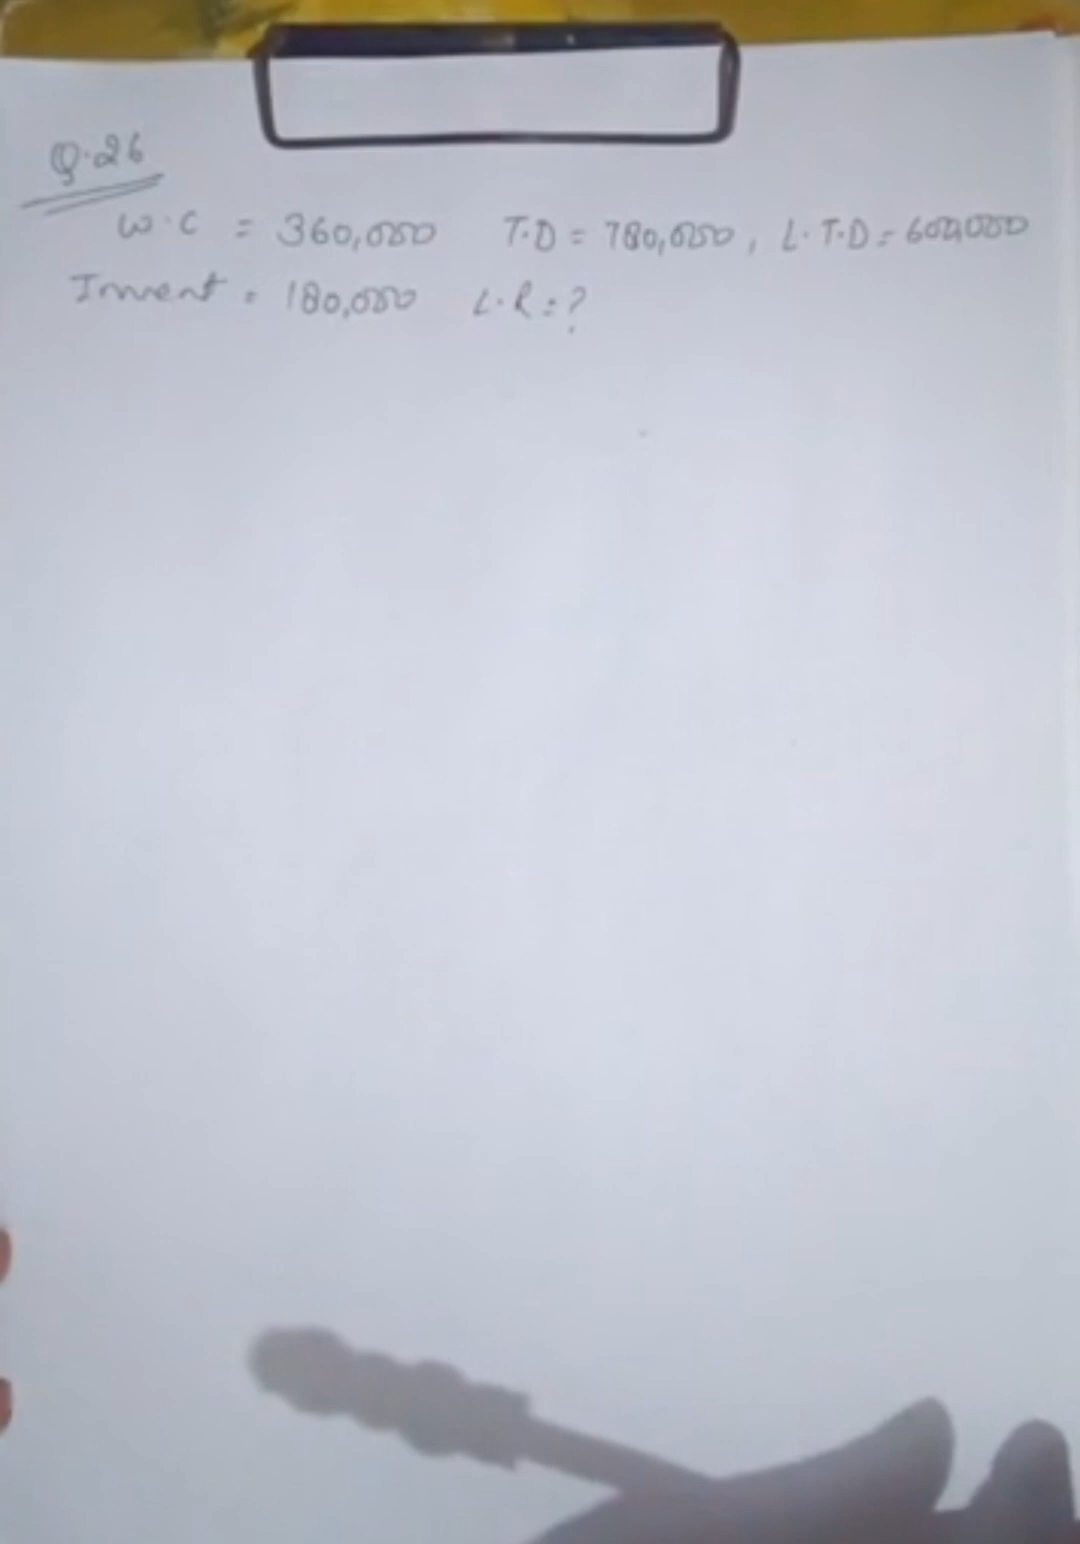 Q.26
W.C = 360,000 T.D = 780,000, L.T.D = 600,000
Invent = 180,000 L.R = ?